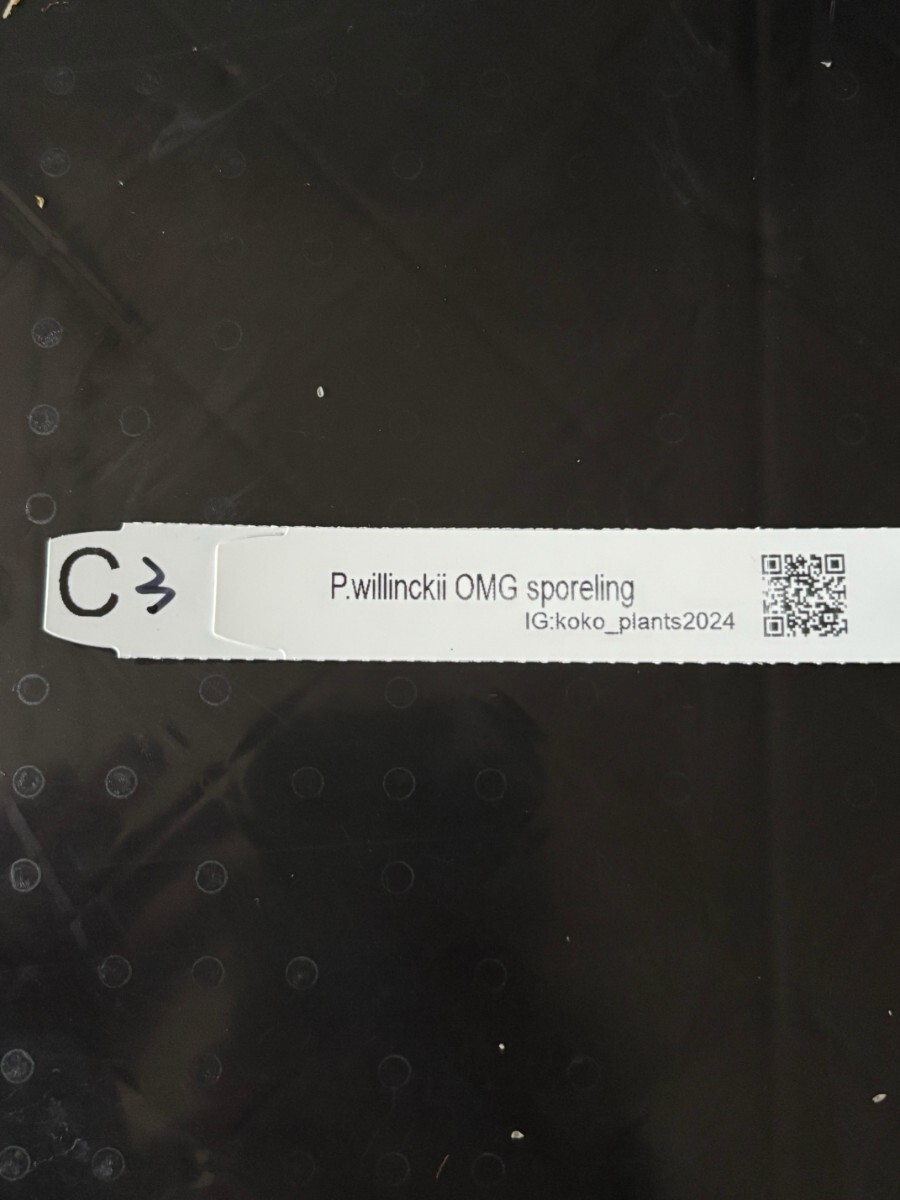 C3
P.willinckii OMG sporeling
IG:koko_plants2024